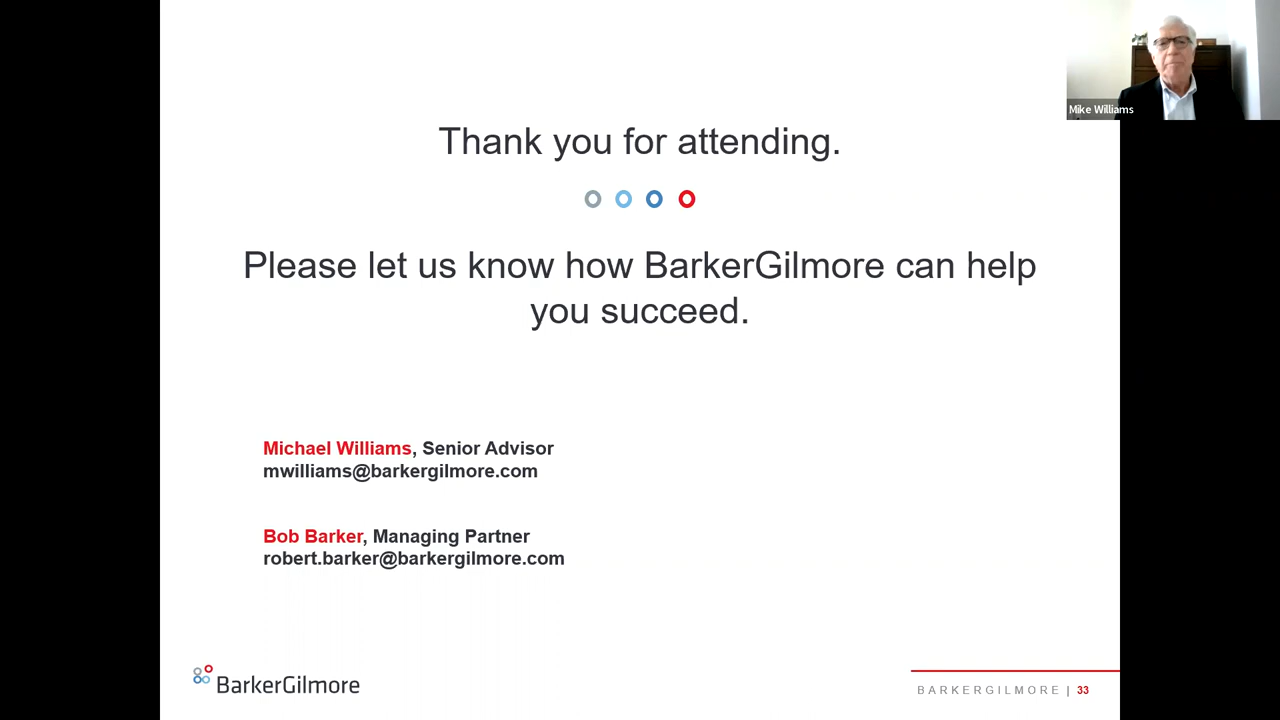 Mike Williams
Thank you for attending.
Please let us know how BarkerGilmore can help
you succeed.
Michael Williams, Senior Advisor
mwilliams@barkergilmore.com
Bob Barker, Managing Partner
robert.barker@barkergilmore.com
BarkerGilmore
BARKERGILMORE | 33